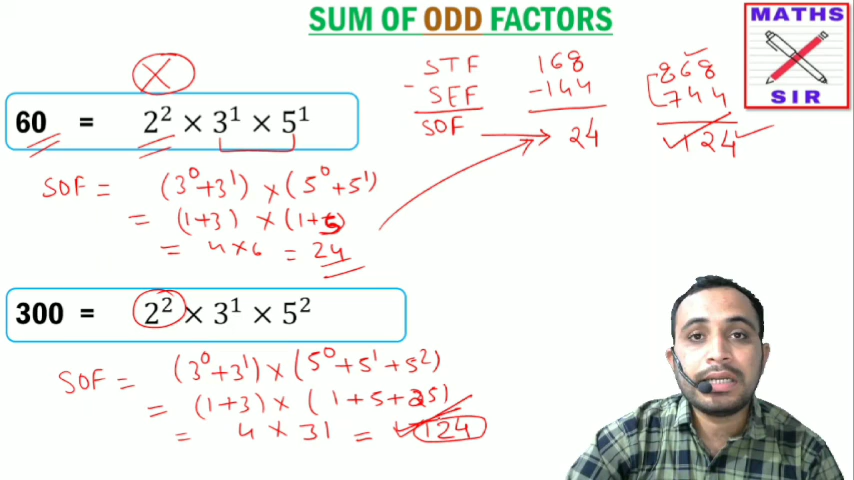 SUM OF ODD FACTORS
MATHS
SIR
STF
- SEF
SOF
168
-144
24
868
744
124
60 = 2² × 3¹ × 5¹
SOF = (3⁰+3¹) × (5⁰+5¹)
= (1+3) × (1+5)
= 4×6 = 24
300 = 2² × 3¹ × 5²
SOF = (3⁰+3¹) × (5⁰+5¹+5²)
= (1+3) × (1+5+25)
= 4 × 31 = 124